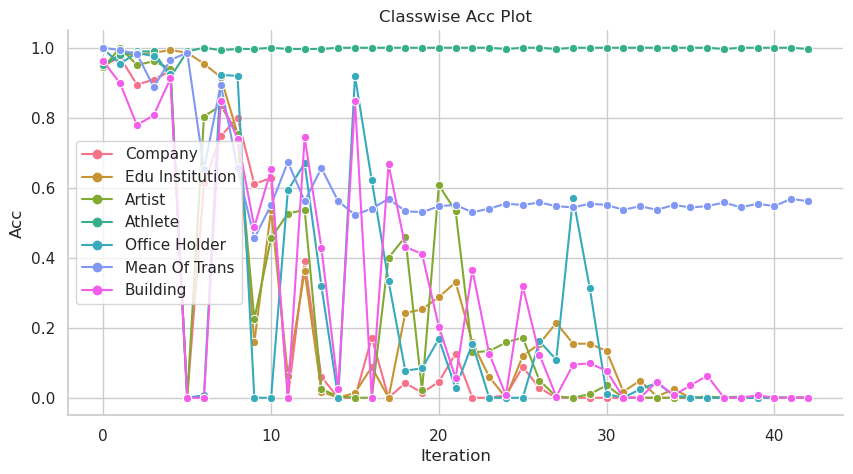 Classwise Acc Plot
1.0
0.8
0.6
0.4
0.2
0.0
Acc
Company
Edu Institution
Artist
Athlete
Office Holder
Mean Of Trans
Building
0 10 20 30 40
Iteration